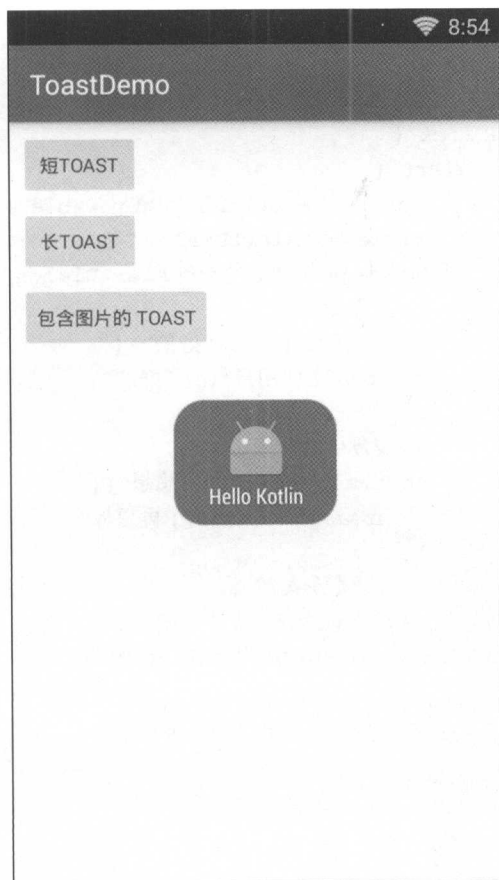 8:54
ToastDemo
短TOAST
长TOAST
包含图片的 TOAST
Hello Kotlin